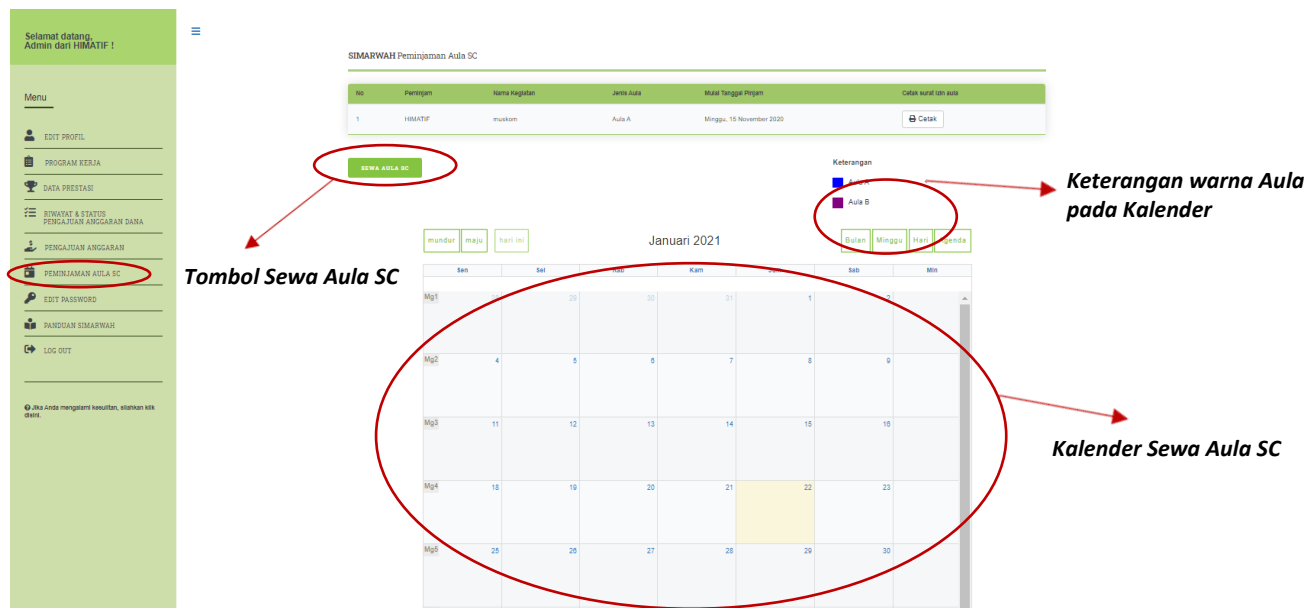 Selamat datang,
Admin dari HIMATIF !
Menu
EDIT PROFIL
PROGRAM KERJA
DATA PRESTASI
RIWAYAT & STATUS
PENGAJUAN ANGGARAN DANA
PENGAJUAN ANGGARAN
PEMINJAMAN AULA SC
EDIT PASSWORD
PANDUAN SIMARWAH
LOG OUT
Jika Anda mengalami kesulitan, silahkan klik
disini.
SIMARWAH Peminjaman Aula SC
No Peminjam Nama Kegiatan Jenis Aula Mulai Tanggal Pinjam Cetak surat izin aula
1 HIMATIF muskom Aula A Minggu, 15 November 2020 Cetak
SEWA AULA SC
Keterangan
Aula A
Aula B
Keterangan warna Aula
pada Kalender
Tombol Sewa Aula SC
mundur maju hari ini Januari 2021 Bulan Minggu Hari Agenda
Sen Sel Rab Kam Sab Min
Mg1 29 30 31 1 2
Mg2 4 5 6 7 8 9
Mg3 11 12 13 14 15 16
Mg4 18 19 20 21 22 23
Mg5 25 26 27 28 29 30
Kalender Sewa Aula SC